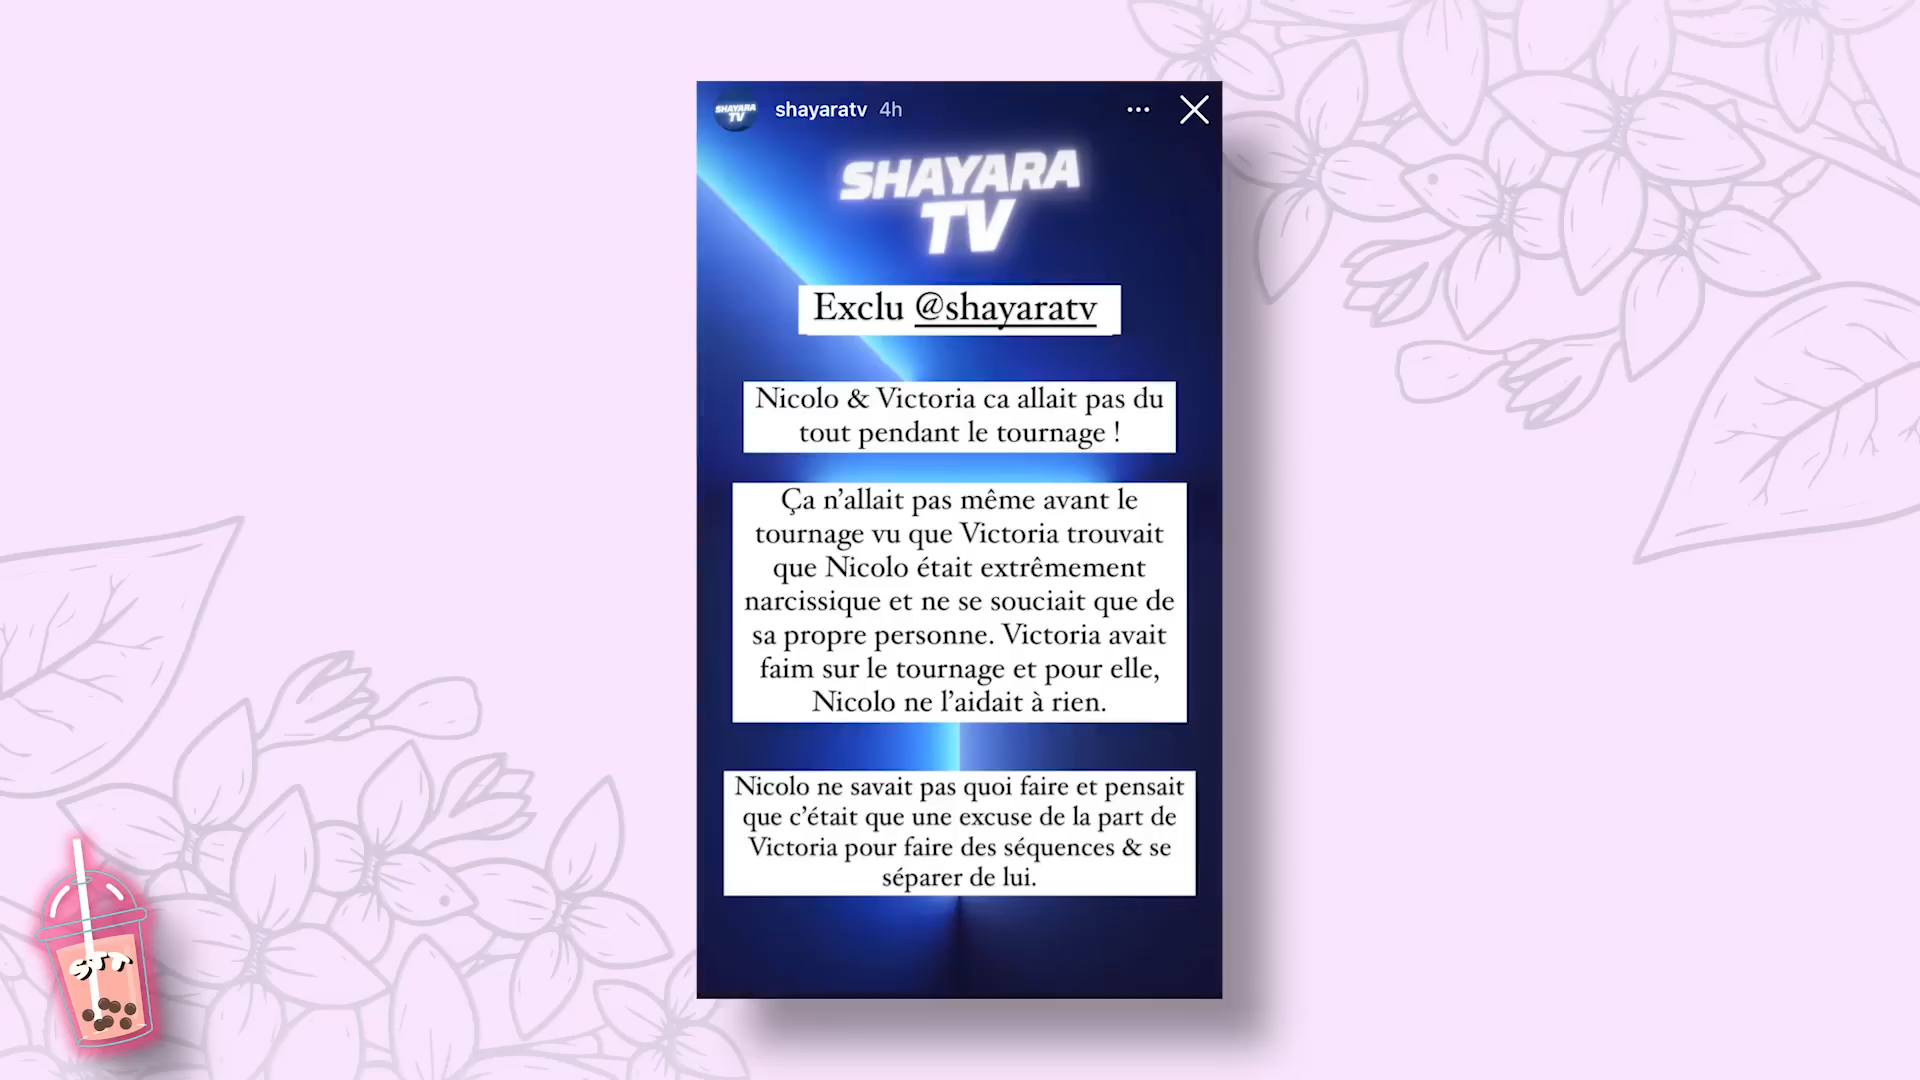 SHAYARA
TV
shayaratv 4h
SHAYARA
TV
Exclu @shayaratv
Nicolo & Victoria ca allait pas du
tout pendant le tournage !
Ça n’allait pas même avant le
tournage vu que Victoria trouvait
que Nicolo était extrêmement
narcissique et ne se souciait que de
sa propre personne. Victoria avait
faim sur le tournage et pour elle,
Nicolo ne l’aidait à rien.
Nicolo ne savait pas quoi faire et pensait
que c’était que une excuse de la part de
Victoria pour faire des séquences & se
séparer de lui.
STT